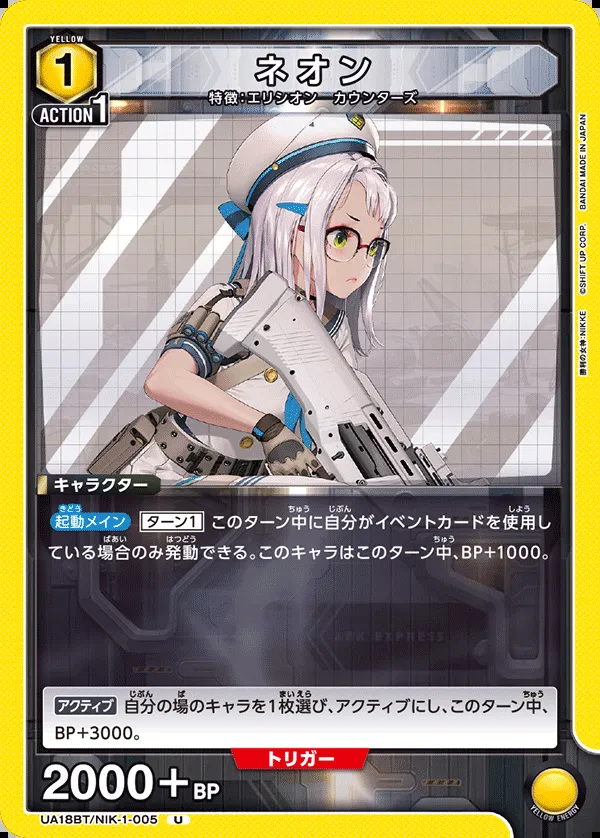 YELLOW
1
ネオン
ACTION 1
特徴:エリシオン カウンターズ
BANDAI MADE IN JAPAN
©SHIFT UP CORP.
勝利の女神:NIKKE
キャラクター
起動メイン ターン1 このターン中に自分がイベントカードを使用し
ている場合のみ発動できる。このキャラはこのターン中、BP+1000。
ARK EXPRESS
アクティブ 自分の場のキャラを1枚選び、アクティブにし、このターン中、
BP+3000。
トリガー
2000+BP
YELLOW ENERGY
UA18BT/NIK-1-005 U